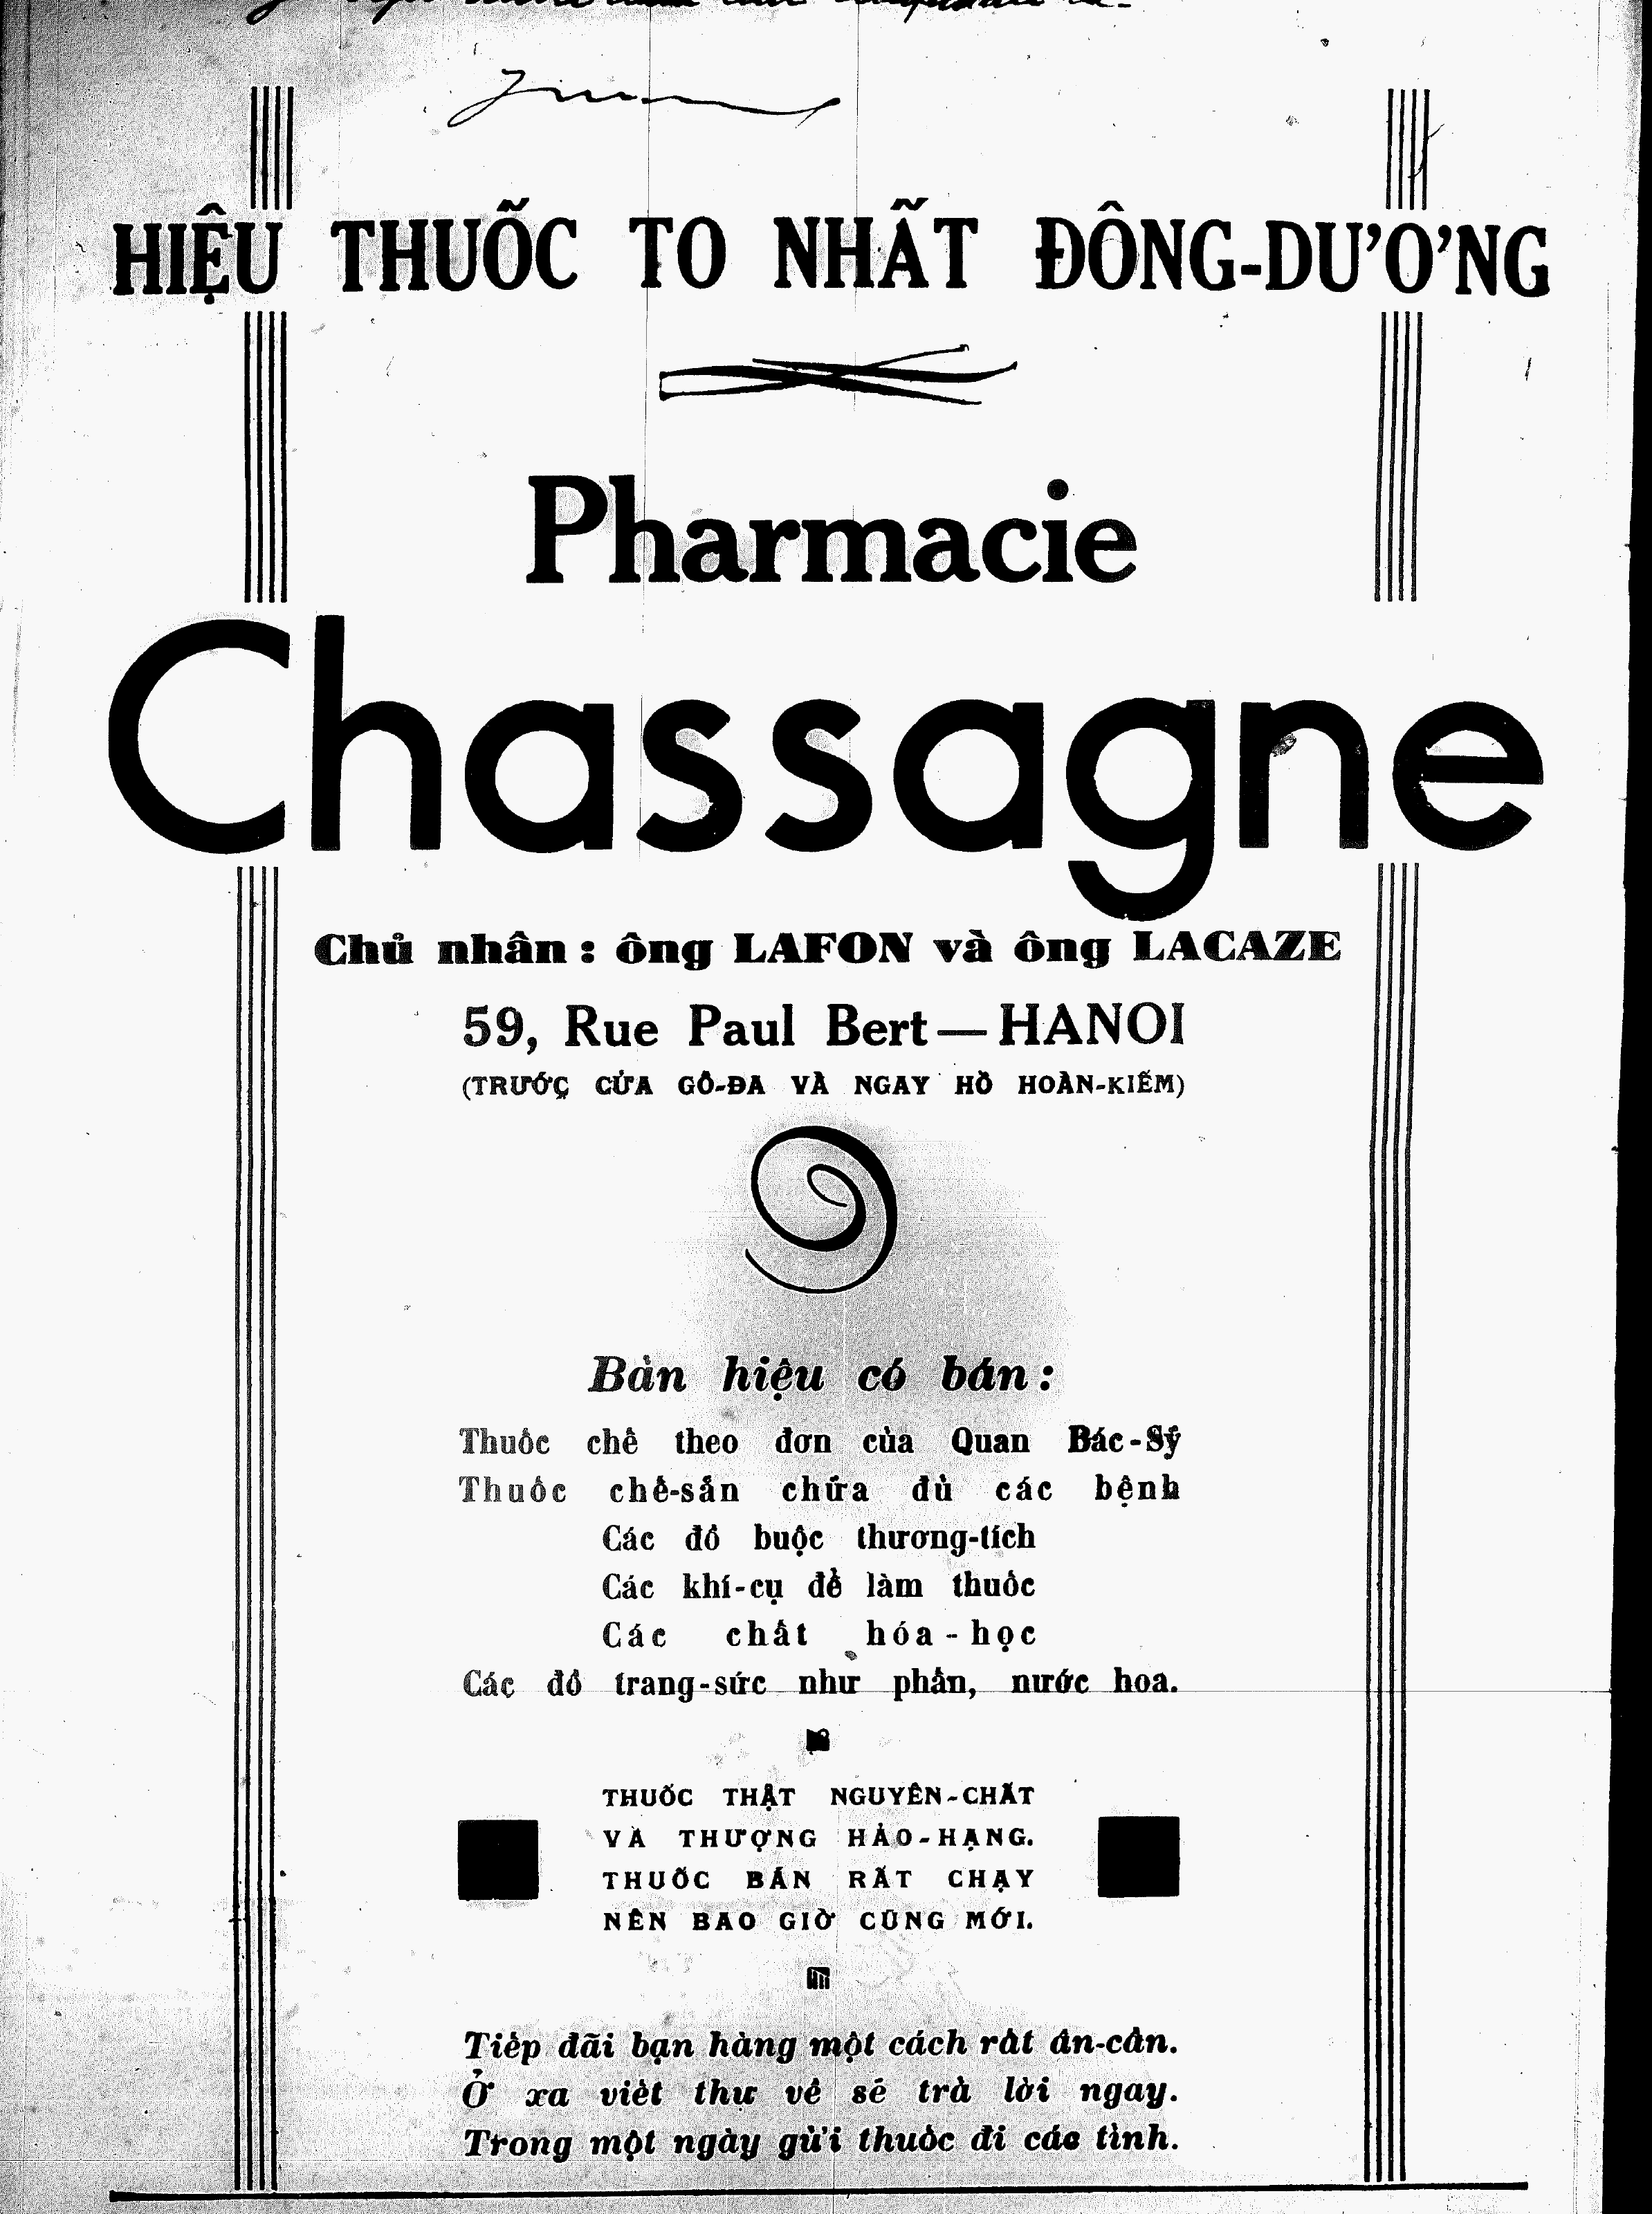 HIỆU THUỐC TO NHẤT ĐÔNG-DƯƠNG
Pharmacie
Chassagne
Chủ nhân : ông LAFON và ông LACAZE
59, Rue Paul Bert — HANOI
(TRƯỚC CỬA GÔ-ĐA VÀ NGAY HỒ HOÀN-KIẾM)
Bản hiệu có bán :
Thuốc chế theo đơn của Quan Bác-Sỹ
Thuốc chế-sẵn chữa đủ các bệnh
Các đồ buộc thương-tích
Các khí-cụ để làm thuốc
Các chất hóa-học
Các đồ trang-sức như phấn, nước hoa.
THUỐC THẬT NGUYÊN-CHẤT
VÀ THƯỢNG HẢO-HẠNG.
THUỐC BÁN RẤT CHẠY
NÊN BAO GIỜ CŨNG MỚI.
Tiếp đãi bạn hàng một cách rất ân-cần.
Ở xa viết thư về sẽ trả lời ngay.
Trong một ngày gửi thuốc đi các tỉnh.